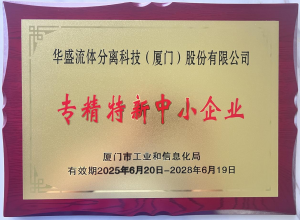 华盛流体分离科技（厦门）股份有限公司
专精特新中小企业
厦门市工业和信息化局
有效期2025年6月20日-2028年6月19日